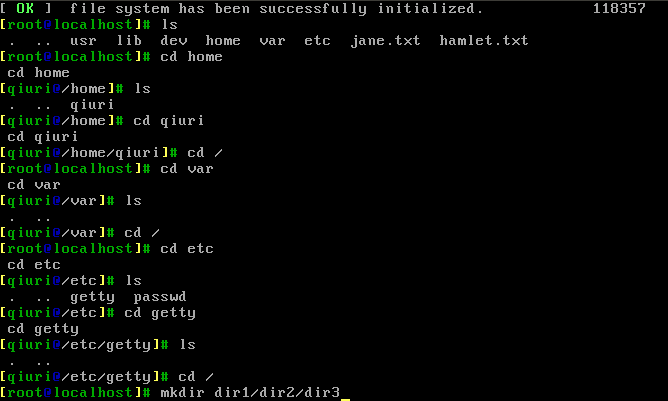 [ OK ]  file system has been successfully initialized.              118357
[root@localhost]# ls
.  ..  usr  lib  dev  home  var  etc  jane.txt  hamlet.txt
[root@localhost]# cd home
cd home
[qiuri@/home]# ls
.  ..  qiuri
[qiuri@/home]# cd qiuri
cd qiuri
[qiuri@/home/qiuri]# cd /
[root@localhost]# cd var
cd var
[qiuri@/var]# ls
.  ..
[qiuri@/var]# cd /
[root@localhost]# cd etc
cd etc
[qiuri@/etc]# ls
.  ..  getty  passwd
[qiuri@/etc]# cd getty
cd getty
[qiuri@/etc/getty]# ls
.  ..
[qiuri@/etc/getty]# cd /
[root@localhost]# mkdir dir1/dir2/dir3_